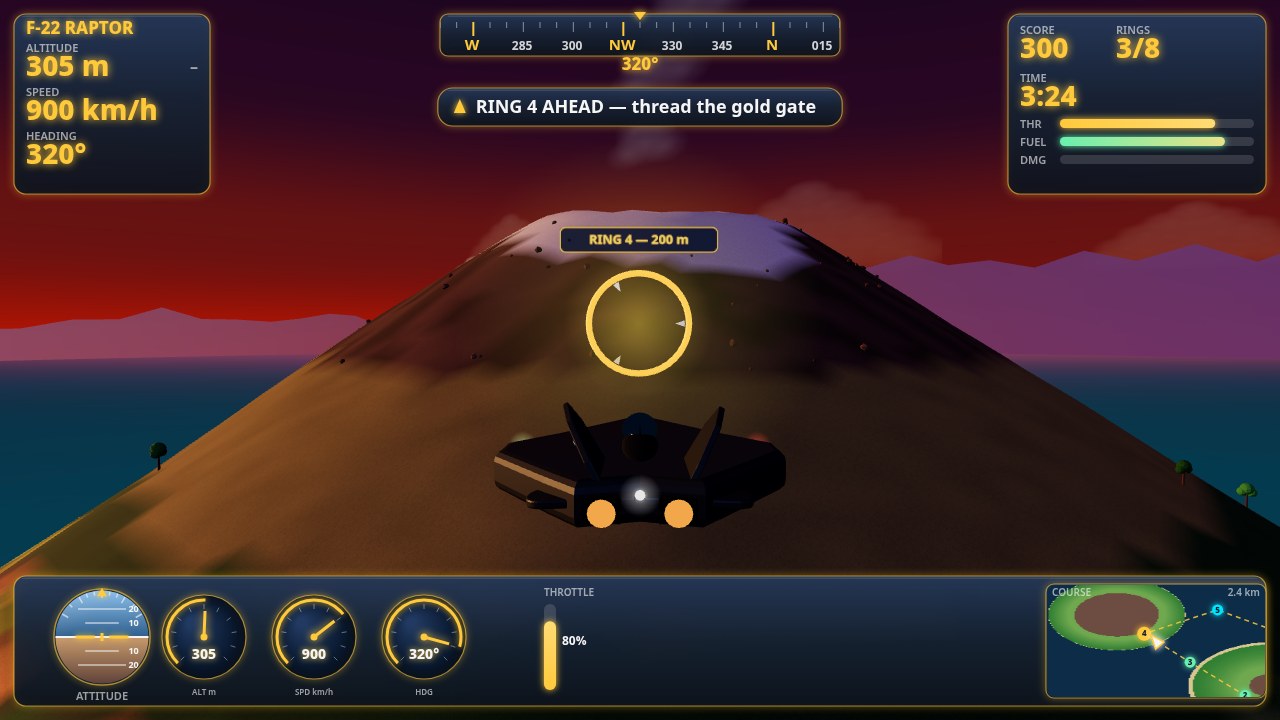 F-22 RAPTOR
ALTITUDE
305 m
–
SPEED
900 km/h
HEADING
320°
W 285 300 NW 330 345 N 015
320°
RING 4 AHEAD — thread the gold gate
SCORE RINGS
300 3/8
TIME
3:24
THR
FUEL
DMG
RING 4 — 200 m
20
10
10
20
ATTITUDE
305
ALT m
900
SPD km/h
320°
HDG
THROTTLE
80%
COURSE 2.4 km
5
4
3
2